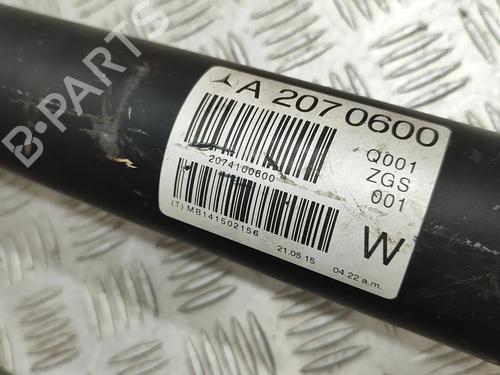 A 207 0600
Q001
ZGS
001
2074100600
(T) MB141502156
21.05.15
04.22 a.m.
W
B-PARTS